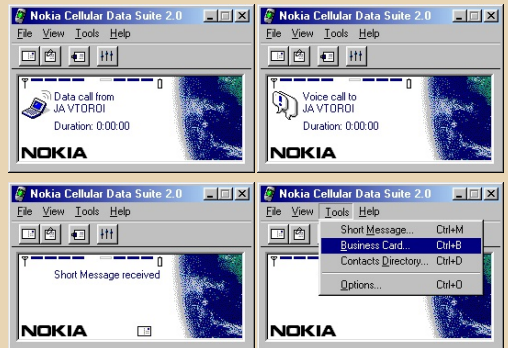 Nokia Cellular Data Suite 2.0
File View Tools Help
Data call from
JA VTOROI
Duration: 0:00:00
NOKIA
Nokia Cellular Data Suite 2.0
File View Tools Help
Voice call to
JA VTOROI
Duration: 0:00:00
NOKIA
Nokia Cellular Data Suite 2.0
File View Tools Help
Short Message received
NOKIA
Nokia Cellular Data Suite 2.0
File View Tools Help
Short Message... Ctrl+M
Business Card... Ctrl+B
Contacts Directory... Ctrl+D
Options... Ctrl+O
NOKIA